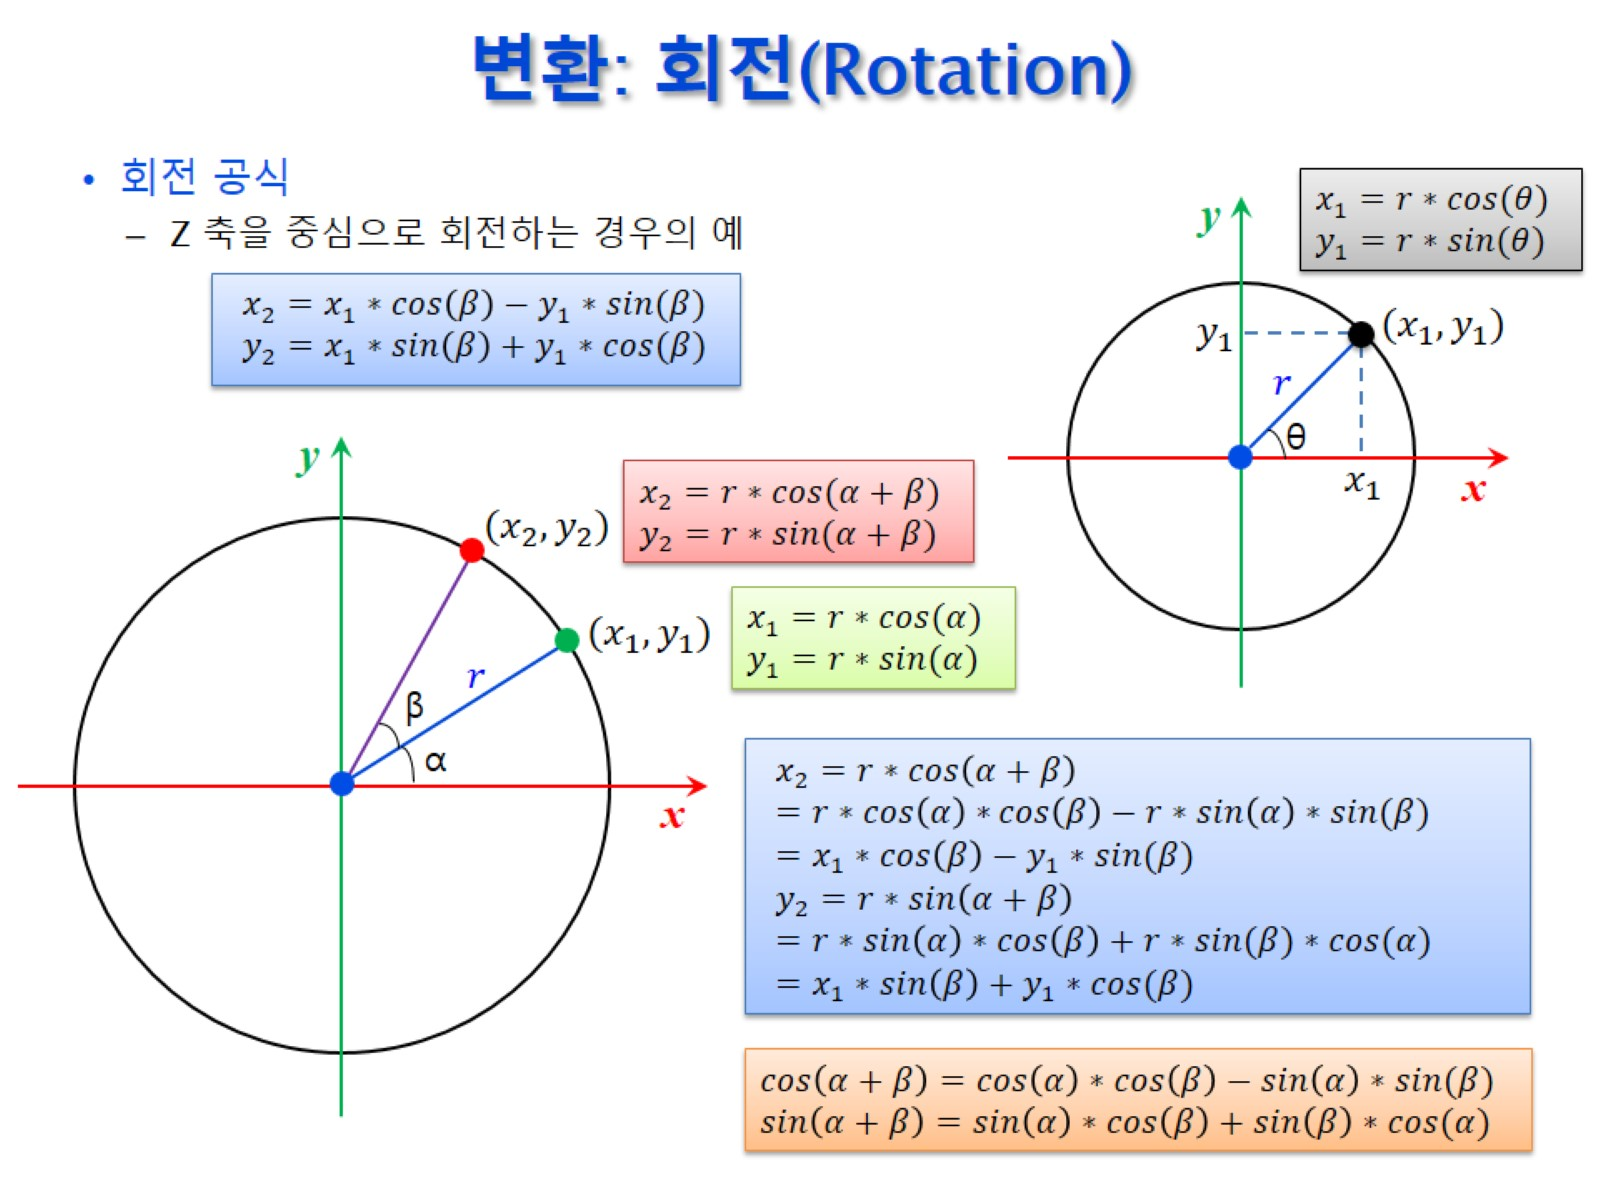 변환: 회전(Rotation)
• 회전 공식
– Z 축을 중심으로 회전하는 경우의 예
x₂ = x₁ * cos(β) − y₁ * sin(β)
y₂ = x₁ * sin(β) + y₁ * cos(β)
x₁ = r * cos(θ)
y₁ = r * sin(θ)
y
y₁
(x₁, y₁)
r
θ
x₁
x
y
(x₂, y₂)
x₂ = r * cos(α + β)
y₂ = r * sin(α + β)
(x₁, y₁)
x₁ = r * cos(α)
y₁ = r * sin(α)
r
β
α
x
x₂ = r * cos(α + β)
= r * cos(α) * cos(β) − r * sin(α) * sin(β)
= x₁ * cos(β) − y₁ * sin(β)
y₂ = r * sin(α + β)
= r * sin(α) * cos(β) + r * sin(β) * cos(α)
= x₁ * sin(β) + y₁ * cos(β)
cos(α + β) = cos(α) * cos(β) − sin(α) * sin(β)
sin(α + β) = sin(α) * cos(β) + sin(β) * cos(α)